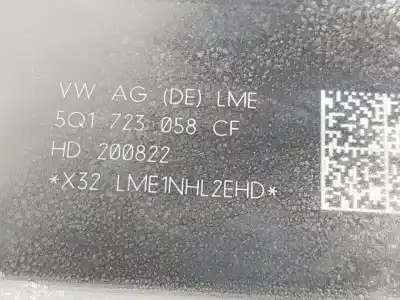 VW AG (DE) LME
5Q1 723 058 CF
HD 200822
*X32 LME1NHL2EHD*